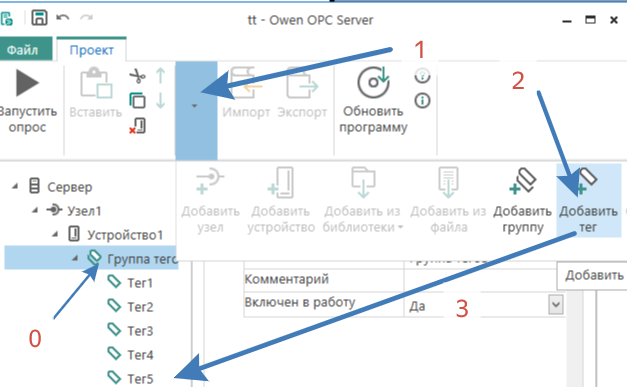 tt - Owen OPC Server
Файл
Проект
1
2
Запустить
опрос
Вставить
Импорт
Экспорт
Обновить
программу
Сервер
Узел1
Устройство1
Группа тегс
Тег1
Тег2
Тег3
Тег4
Тег5
0
Добавить
узел
Добавить
устройство
Добавить из
библиотеки
Добавить из
файла
Добавить
группу
Добавить
тег
Добавить
Комментарий
Включен в работу
Да
3